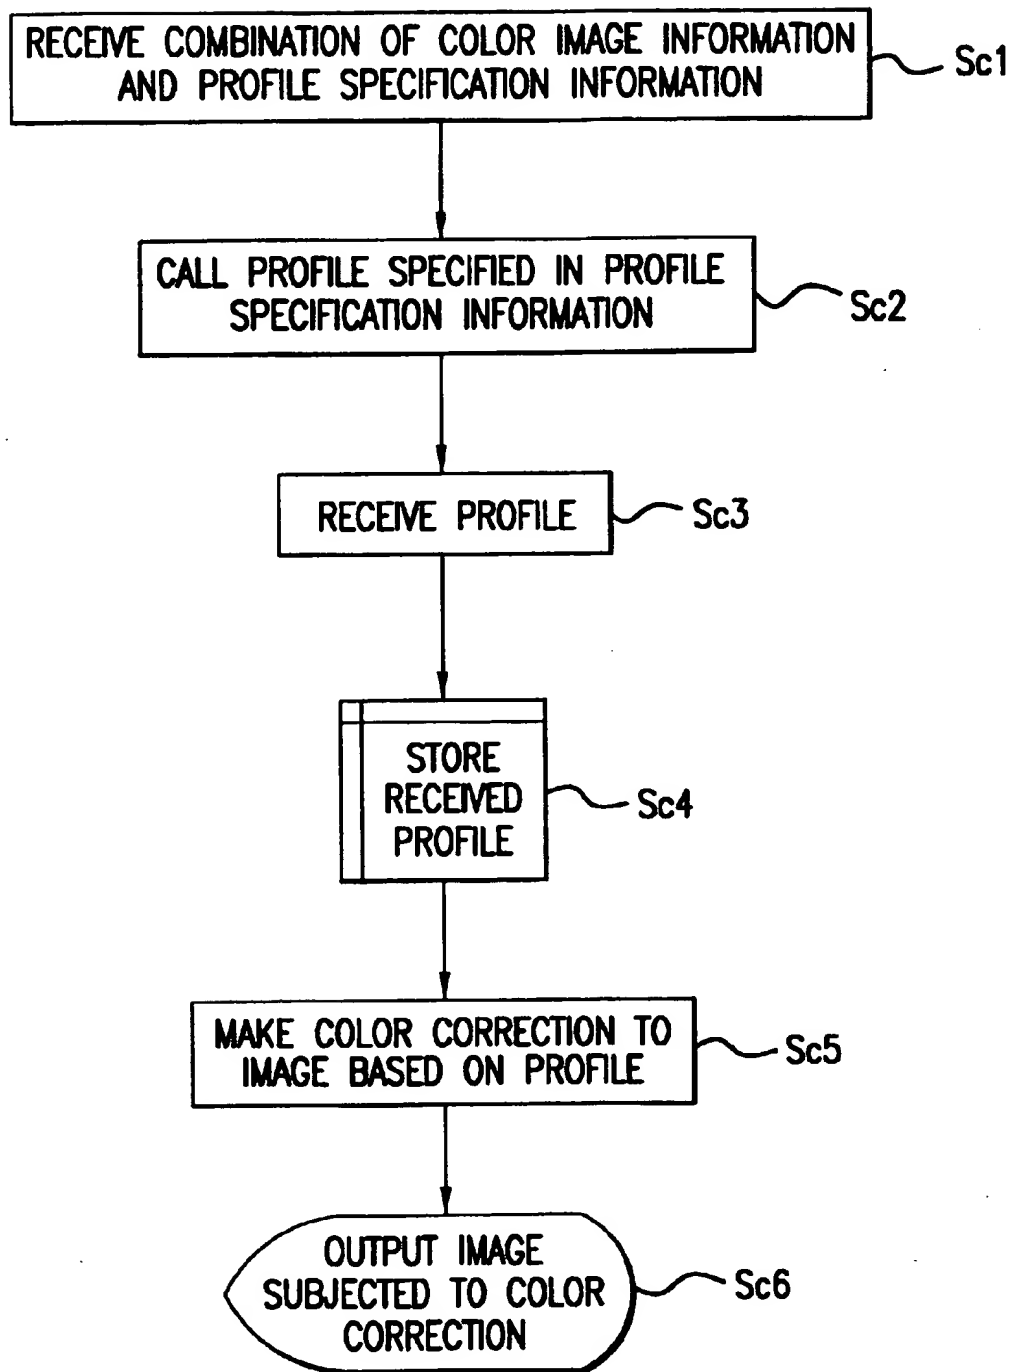 RECEIVE COMBINATION OF COLOR IMAGE INFORMATION
AND PROFILE SPECIFICATION INFORMATION
Sc1
CALL PROFILE SPECIFIED IN PROFILE
SPECIFICATION INFORMATION
Sc2
RECEIVE PROFILE
Sc3
STORE
RECEIVED
PROFILE
Sc4
MAKE COLOR CORRECTION TO
IMAGE BASED ON PROFILE
Sc5
OUTPUT IMAGE
SUBJECTED TO COLOR
CORRECTION
Sc6